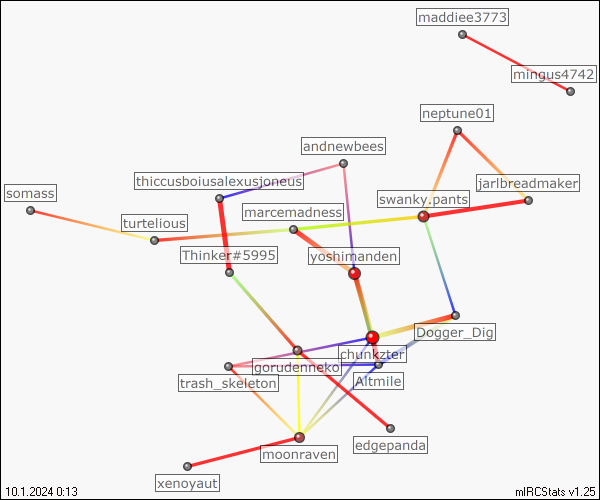 maddiee3773
mingus4742
neptune01
andnewbees
thiccusboiusalexusjoneus
jarlbreadmaker
somass
swanky.pants
marcemadness
turtelious
Thinker#5995
yoshimanden
Dogger_Dig
chunkzter
gorudenneko
Altmile
trash_skeleton
edgepanda
moonraven
xenoyaut
10.1.2024 0:13
mIRCStats v1.25